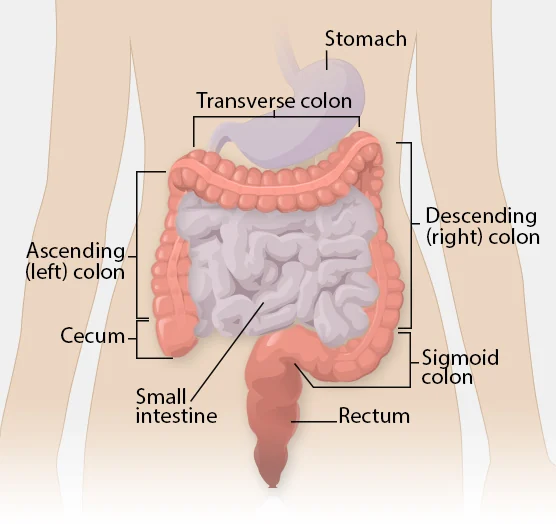 Stomach
Transverse colon
Descending
(right) colon
Ascending
(left) colon
Cecum
Sigmoid
colon
Small
intestine
Rectum